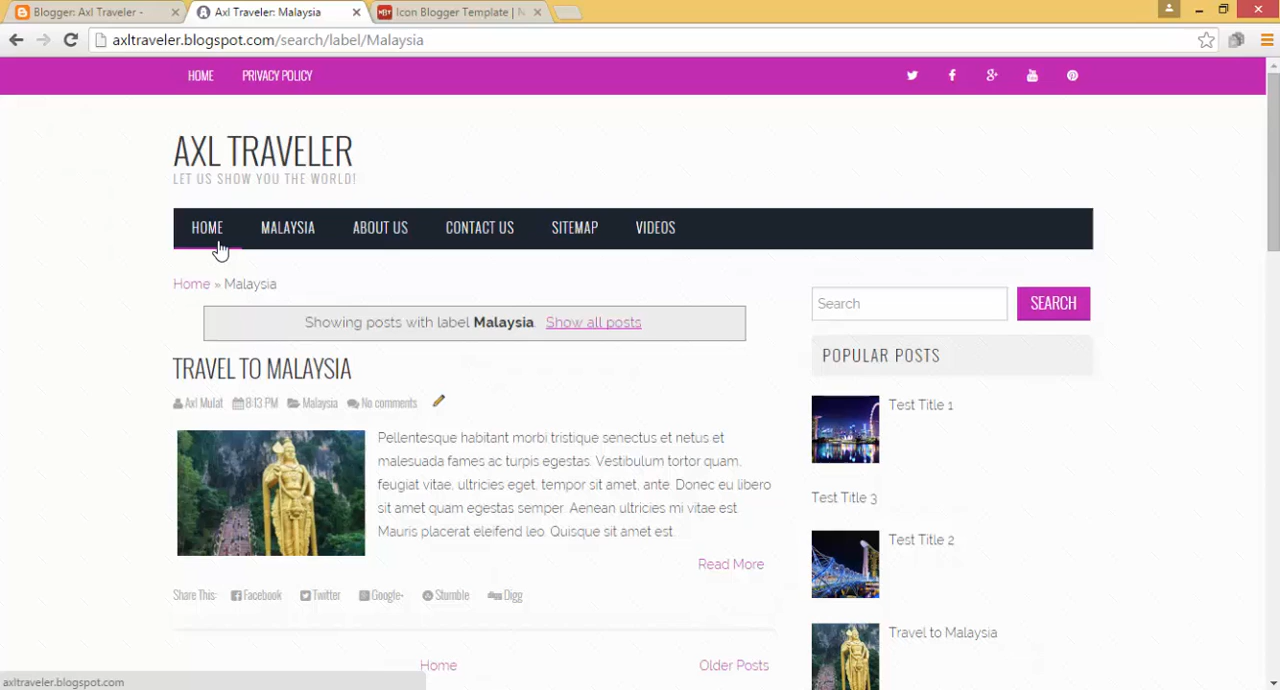 Blogger: Axl Traveler -
Axl Traveler: Malaysia
Icon Blogger Template | N
axltraveler.blogspot.com/search/label/Malaysia
HOME PRIVACY POLICY
AXL TRAVELER
LET US SHOW YOU THE WORLD!
HOME MALAYSIA ABOUT US CONTACT US SITEMAP VIDEOS
Home » Malaysia
Search SEARCH
Showing posts with label Malaysia. Show all posts
POPULAR POSTS
TRAVEL TO MALAYSIA
Axl Mulat 8:13 PM Malaysia No comments
Test Title 1
Pellentesque habitant morbi tristique senectus et netus et
malesuada fames ac turpis egestas. Vestibulum tortor quam,
feugiat vitae, ultricies eget, tempor sit amet, ante. Donec eu libero
sit amet quam egestas semper. Aenean ultricies mi vitae est.
Mauris placerat eleifend leo. Quisque sit amet est.
Read More
Test Title 3
Test Title 2
Share This: Facebook Twitter Google+ Stumble Digg
Travel to Malaysia
Home Older Posts
axltraveler.blogspot.com